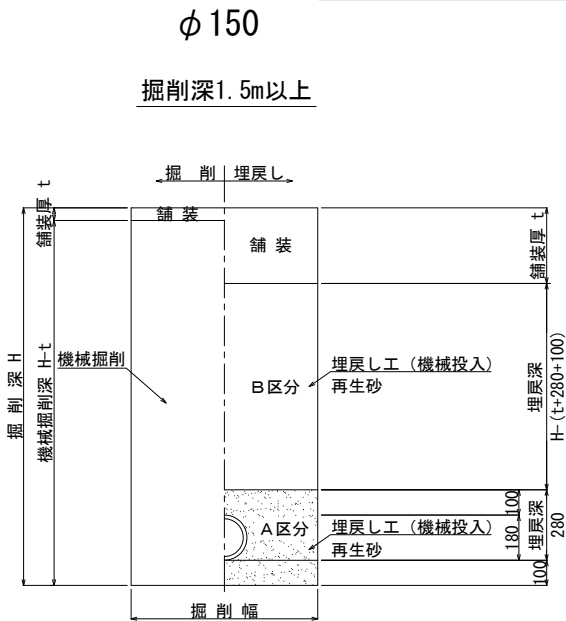 φ150
掘削深1.5m以上
掘 削
埋戻し
舗装厚 t
舗 装
舗 装
舗装厚 t
掘 削 深 H
機械掘削深 H-t
機械掘削
B区分
埋戻し工（機械投入）
再生砂
埋戻深
H-(t+280+100)
A区分
埋戻し工（機械投入）
再生砂
100
180
100
埋戻深
280
掘 削 幅